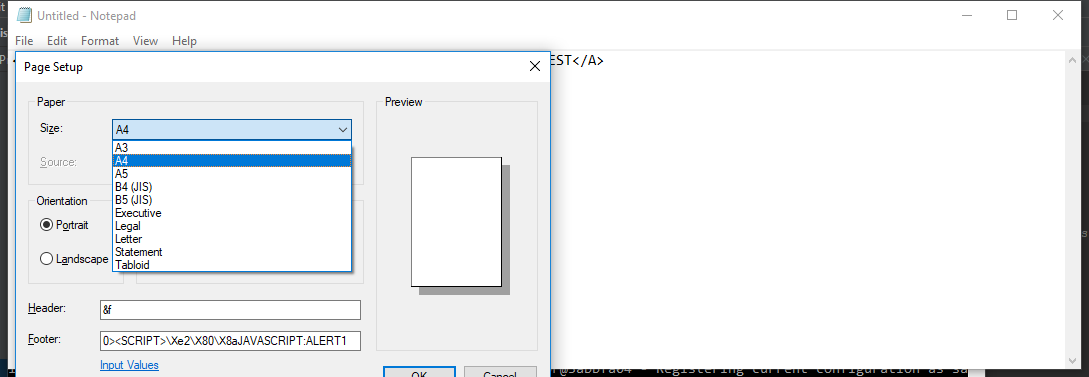 Untitled - Notepad
File Edit Format View Help
EST</A>
Page Setup
Paper
Size:
A4
A3
A4
A5
B4 (JIS)
B5 (JIS)
Executive
Legal
Letter
Statement
Tabloid
Source:
Orientation
Portrait
Landscape
Preview
Header:
&f
Footer:
0><SCRIPT>\Xe2\X80\X8aJAVASCRIPT:ALERT1
Input Values
OK
Cancel
Registering current configuration as sa